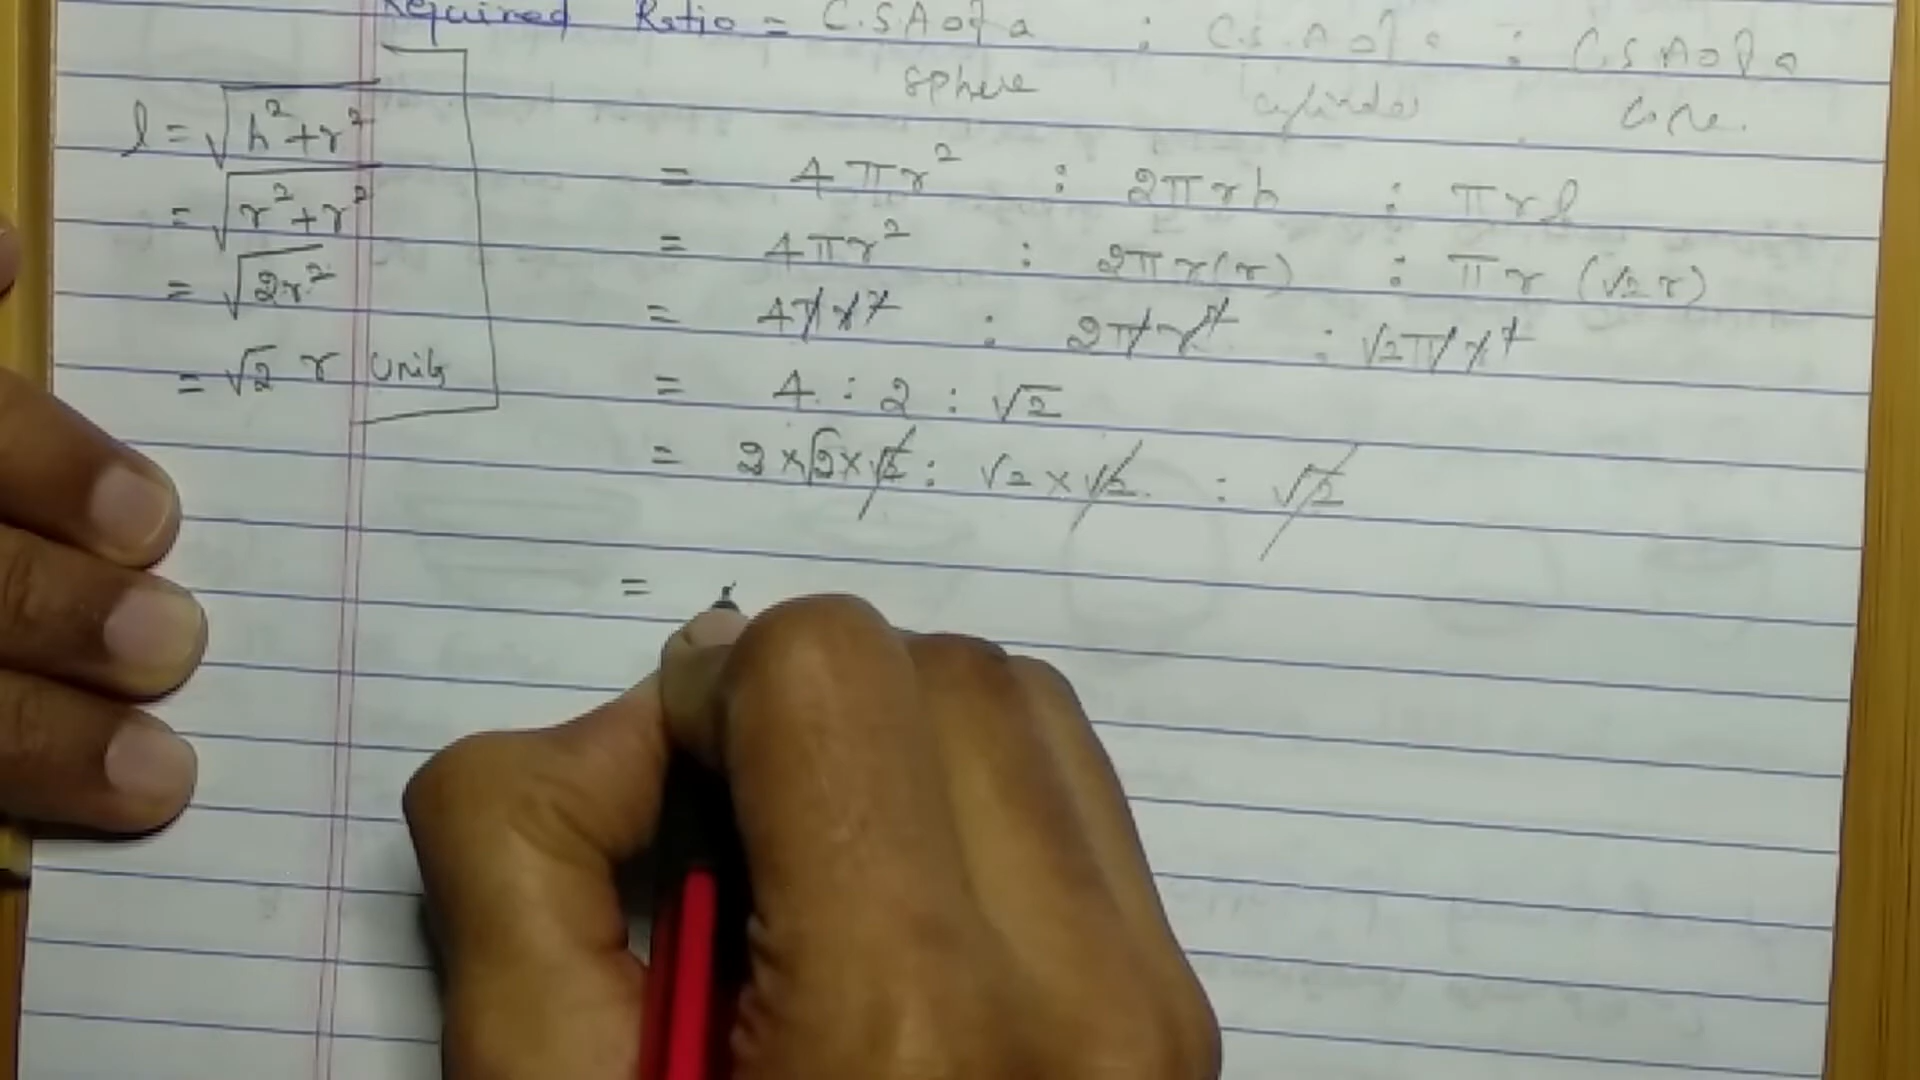 Required Ratio = C.S.A of a : C.S.A of a : C.S.A of a
sphere cylinder cone.
l = √h²+r²
= √r²+r²
= √2r²
= √2 r units
= 4πr² : 2πrh : πrl
= 4πr² : 2πr(r) : πr (√2 r)
= 4πr² : 2πr² : √2πr²
= 4 : 2 : √2
= 2×√2×√2 : √2×√2 : √2
=